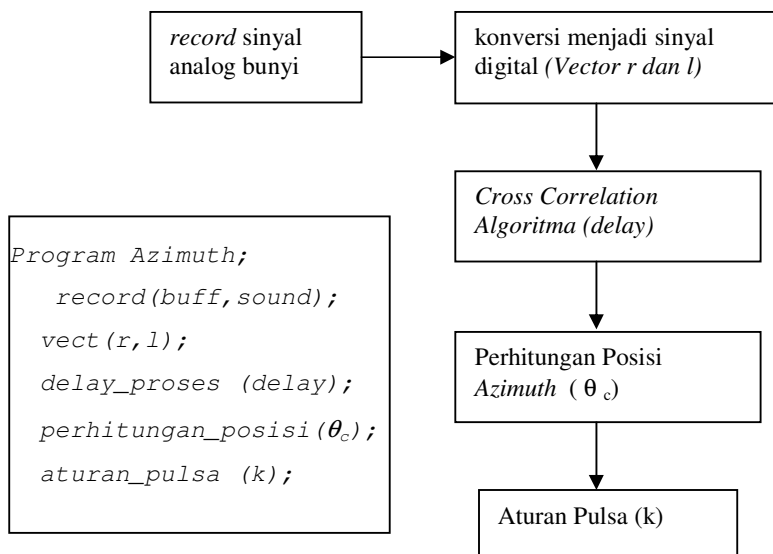 record sinyal
analog bunyi
konversi menjadi sinyal
digital (Vector r dan l)
Cross Correlation
Algoritma (delay)
Perhitungan Posisi
Azimuth ( θ c)
Aturan Pulsa (k)
Program Azimuth;
record(buff,sound);
vect(r,l);
delay_proses (delay);
perhitungan_posisi(θc);
aturan_pulsa (k);